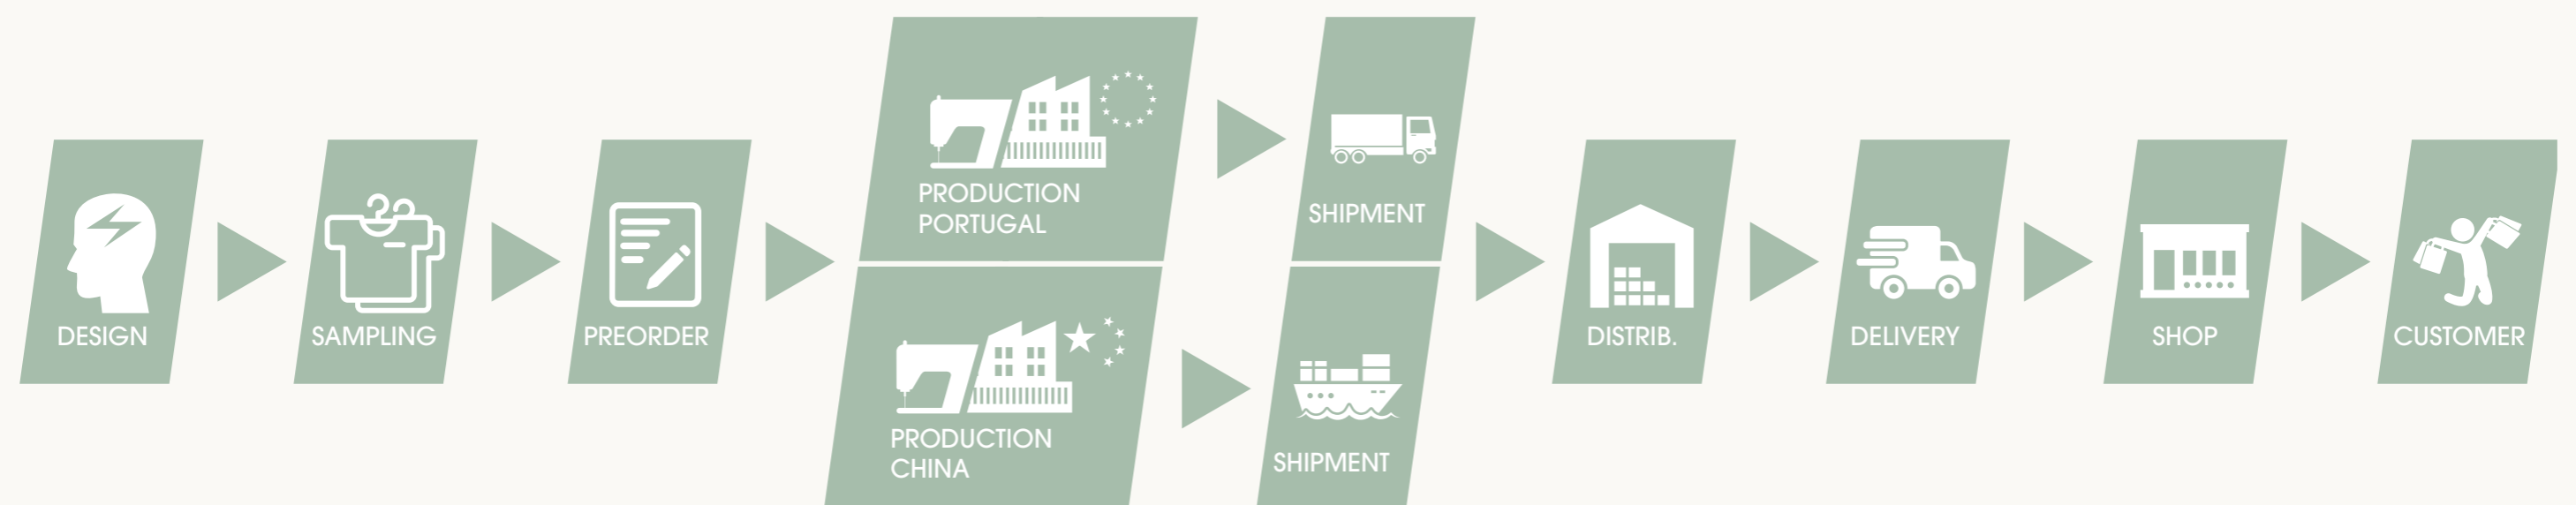 DESIGN
SAMPLING
PREORDER
PRODUCTION
PORTUGAL
SHIPMENT
PRODUCTION
CHINA
SHIPMENT
DISTRIB.
DELIVERY
SHOP
CUSTOMER